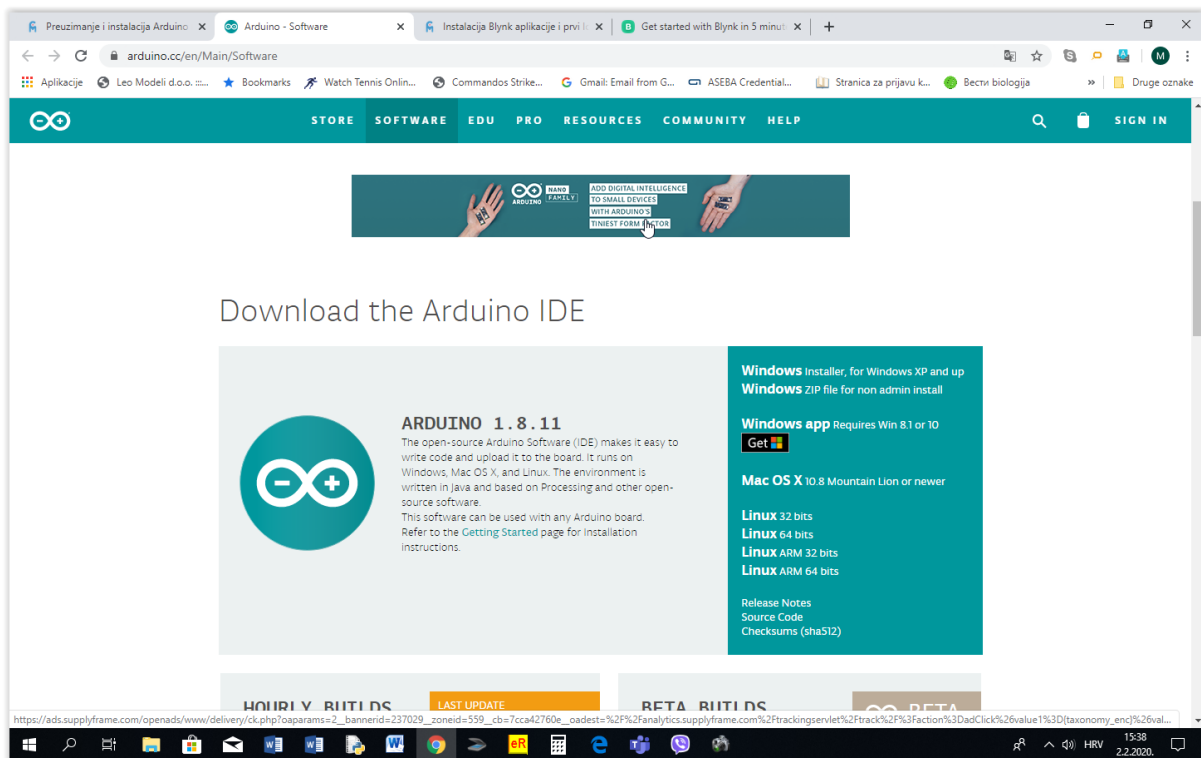 Preuzimanje i instalacija Arduino
Arduino - Software
Instalacija Blynk aplikacije i prvi
Get started with Blynk in 5 minut
arduino.cc/en/Main/Software
M
Aplikacije
Leo Modeli d.o.o. :::...
Bookmarks
Watch Tennis Onlin...
Commandos Strike...
Gmail: Email from G...
ASEBA Credential...
Stranica za prijavu k...
Вести biologija
»
Druge oznake
STORE SOFTWARE EDU PRO RESOURCES COMMUNITY HELP
SIGN IN
ARDUINO
NANO
FAMILY
ADD DIGITAL INTELLIGENCE
TO SMALL DEVICES
WITH ARDUINO'S
TINIEST FORM FACTOR
Download the Arduino IDE
ARDUINO 1.8.11
The open-source Arduino Software (IDE) makes it easy to
write code and upload it to the board. It runs on
Windows, Mac OS X, and Linux. The environment is
written in Java and based on Processing and other open-
source software.
This software can be used with any Arduino board.
Refer to the Getting Started page for Installation
instructions.
Windows Installer, for Windows XP and up
Windows ZIP file for non admin install
Windows app Requires Win 8.1 or 10
Get
Mac OS X 10.8 Mountain Lion or newer
Linux 32 bits
Linux 64 bits
Linux ARM 32 bits
Linux ARM 64 bits
Release Notes
Source Code
Checksums (sha512)
HOURLY BUILDS
LAST UPDATE
BETA BUILDS
BETA
https://ads.supplyframe.com/openads/www/delivery/ck.php?oaparams=2__bannerid=237029__zoneid=559__cb=7cca42760e__oadest=%2F%2Fanalytics.supplyframe.com%2Ftrackingservlet%2Ftrack%2F%3Faction%3DadClick%26value1%3D(taxonomy_enc)%26val...
eR
HRV
15:38
2.2.2020.